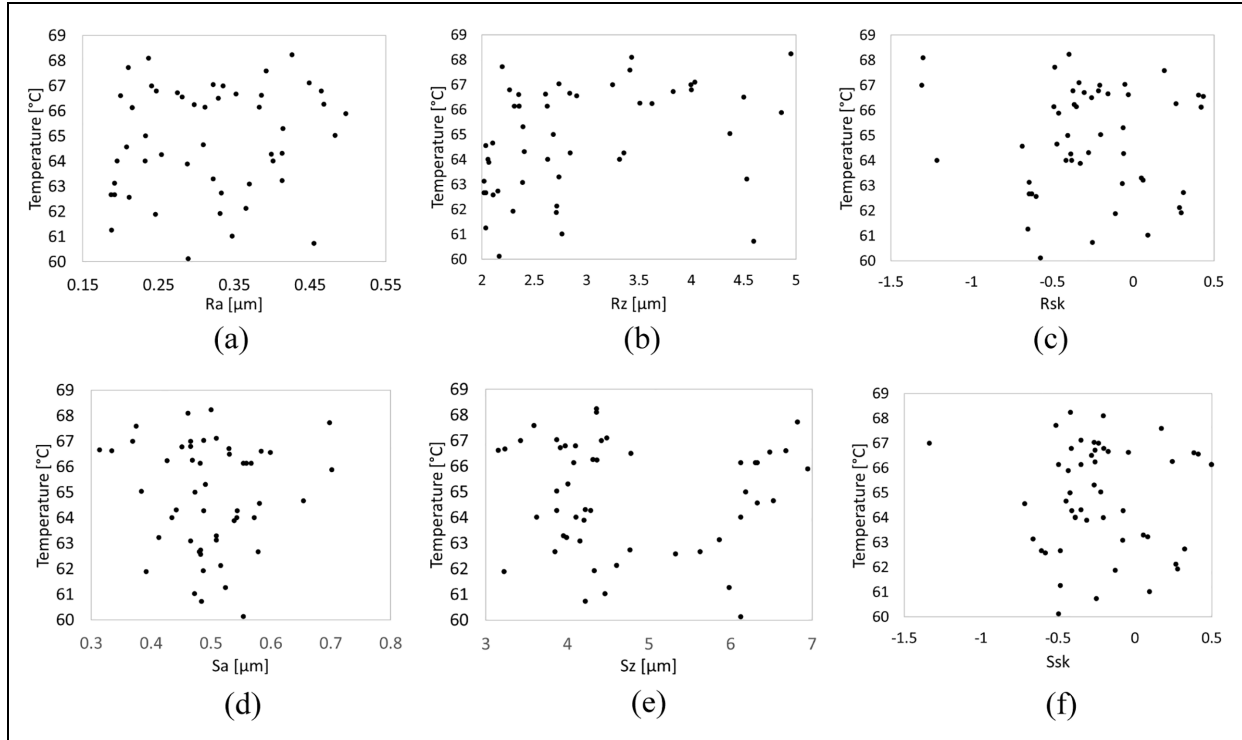 69
68
67
66
65
64
63
62
61
60
Temperature [°C]
0.15 0.25 0.35 0.45 0.55
Ra [µm]
(a)
69
68
67
66
65
64
63
62
61
60
Temperature [°C]
2 2.5 3 3.5 4 4.5 5
Rz [µm]
(b)
69
68
67
66
65
64
63
62
61
60
Temperature [°C]
-1.5 -1 -0.5 0 0.5
Rsk
(c)
69
68
67
66
65
64
63
62
61
60
Temperature [°C]
0.3 0.4 0.5 0.6 0.7 0.8
Sa [µm]
(d)
69
68
67
66
65
64
63
62
61
60
Temperature [°C]
3 4 5 6 7
Sz [µm]
(e)
69
68
67
66
65
64
63
62
61
60
Temperature [°C]
-1.5 -1 -0.5 0 0.5
Ssk
(f)